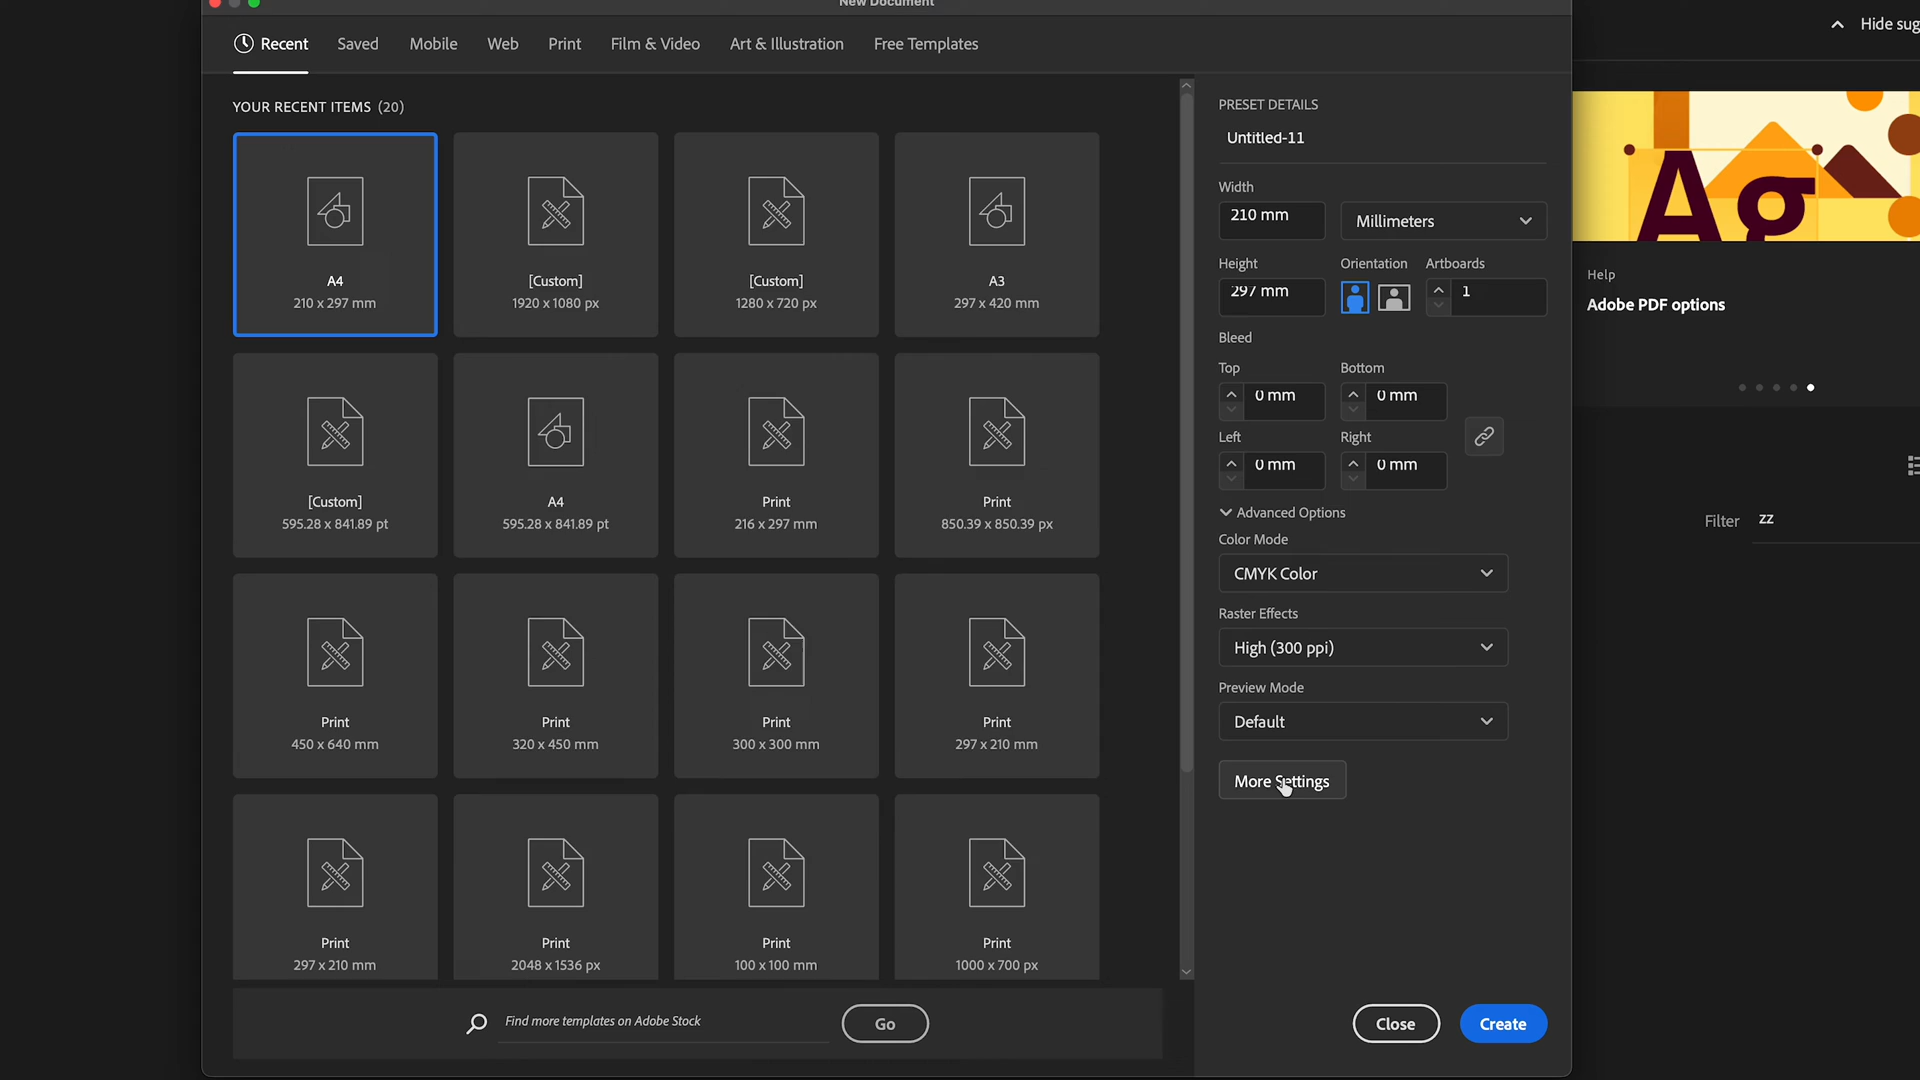 New Document
Hide sug
Recent
Saved
Mobile
Web
Print
Film & Video
Art & Illustration
Free Templates
YOUR RECENT ITEMS (20)
A4
210 x 297 mm
[Custom]
1920 x 1080 px
[Custom]
1280 x 720 px
A3
297 x 420 mm
[Custom]
595.28 x 841.89 pt
A4
595.28 x 841.89 pt
Print
216 x 297 mm
Print
850.39 x 850.39 px
Print
450 x 640 mm
Print
320 x 450 mm
Print
300 x 300 mm
Print
297 x 210 mm
Print
297 x 210 mm
Print
2048 x 1536 px
Print
100 x 100 mm
Print
1000 x 700 px
Find more templates on Adobe Stock
Go
PRESET DETAILS
Untitled-11
Width
210 mm
Millimeters
Height
Orientation
Artboards
297 mm
1
Bleed
Top
Bottom
0 mm
0 mm
Left
Right
0 mm
0 mm
Advanced Options
Color Mode
CMYK Color
Raster Effects
High (300 ppi)
Preview Mode
Default
More Settings
Close
Create
Ag
Help
Adobe PDF options
Filter
zz